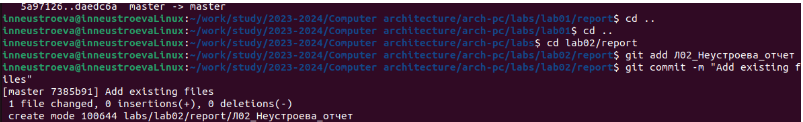 5a97126..daedc6a  master -> master
inneustroeva@inneustroevaLinux:~/work/study/2023-2024/Computer architecture/arch-pc/labs/lab01/report$ cd ..
inneustroeva@inneustroevaLinux:~/work/study/2023-2024/Computer architecture/arch-pc/labs/lab01$ cd ..
inneustroeva@inneustroevaLinux:~/work/study/2023-2024/Computer architecture/arch-pc/labs$ cd lab02/report
inneustroeva@inneustroevaLinux:~/work/study/2023-2024/Computer architecture/arch-pc/labs/lab02/report$ git add Л02_Неустроева_отчет
inneustroeva@inneustroevaLinux:~/work/study/2023-2024/Computer architecture/arch-pc/labs/lab02/report$ git commit -m "Add existing f
iles"
[master 7385b91] Add existing files
1 file changed, 0 insertions(+), 0 deletions(-)
create mode 100644 labs/lab02/report/Л02_Неустроева_отчет